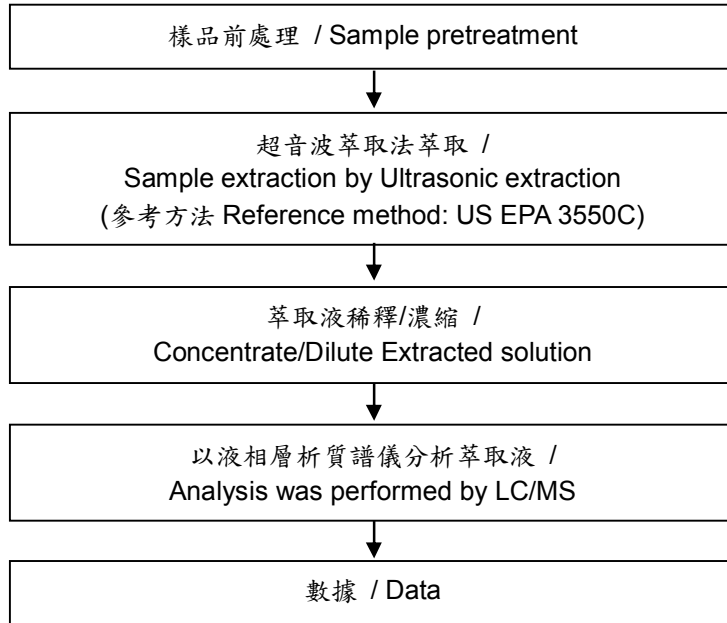 樣品前處理 / Sample pretreatment
超音波萃取法萃取 /
Sample extraction by Ultrasonic extraction
(參考方法 Reference method: US EPA 3550C)
萃取液稀釋/濃縮 /
Concentrate/Dilute Extracted solution
以液相層析質譜儀分析萃取液 /
Analysis was performed by LC/MS
數據 / Data